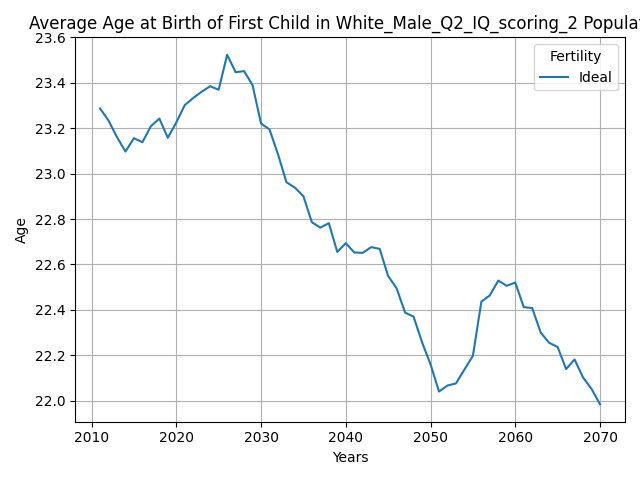 Average Age at Birth of First Child in White_Male_Q2_IQ_scoring_2 Populat
23.6
23.4
23.2
23.0
22.8
22.6
22.4
22.2
22.0
Age
Fertility
Ideal
2010 2020 2030 2040 2050 2060 2070
Years